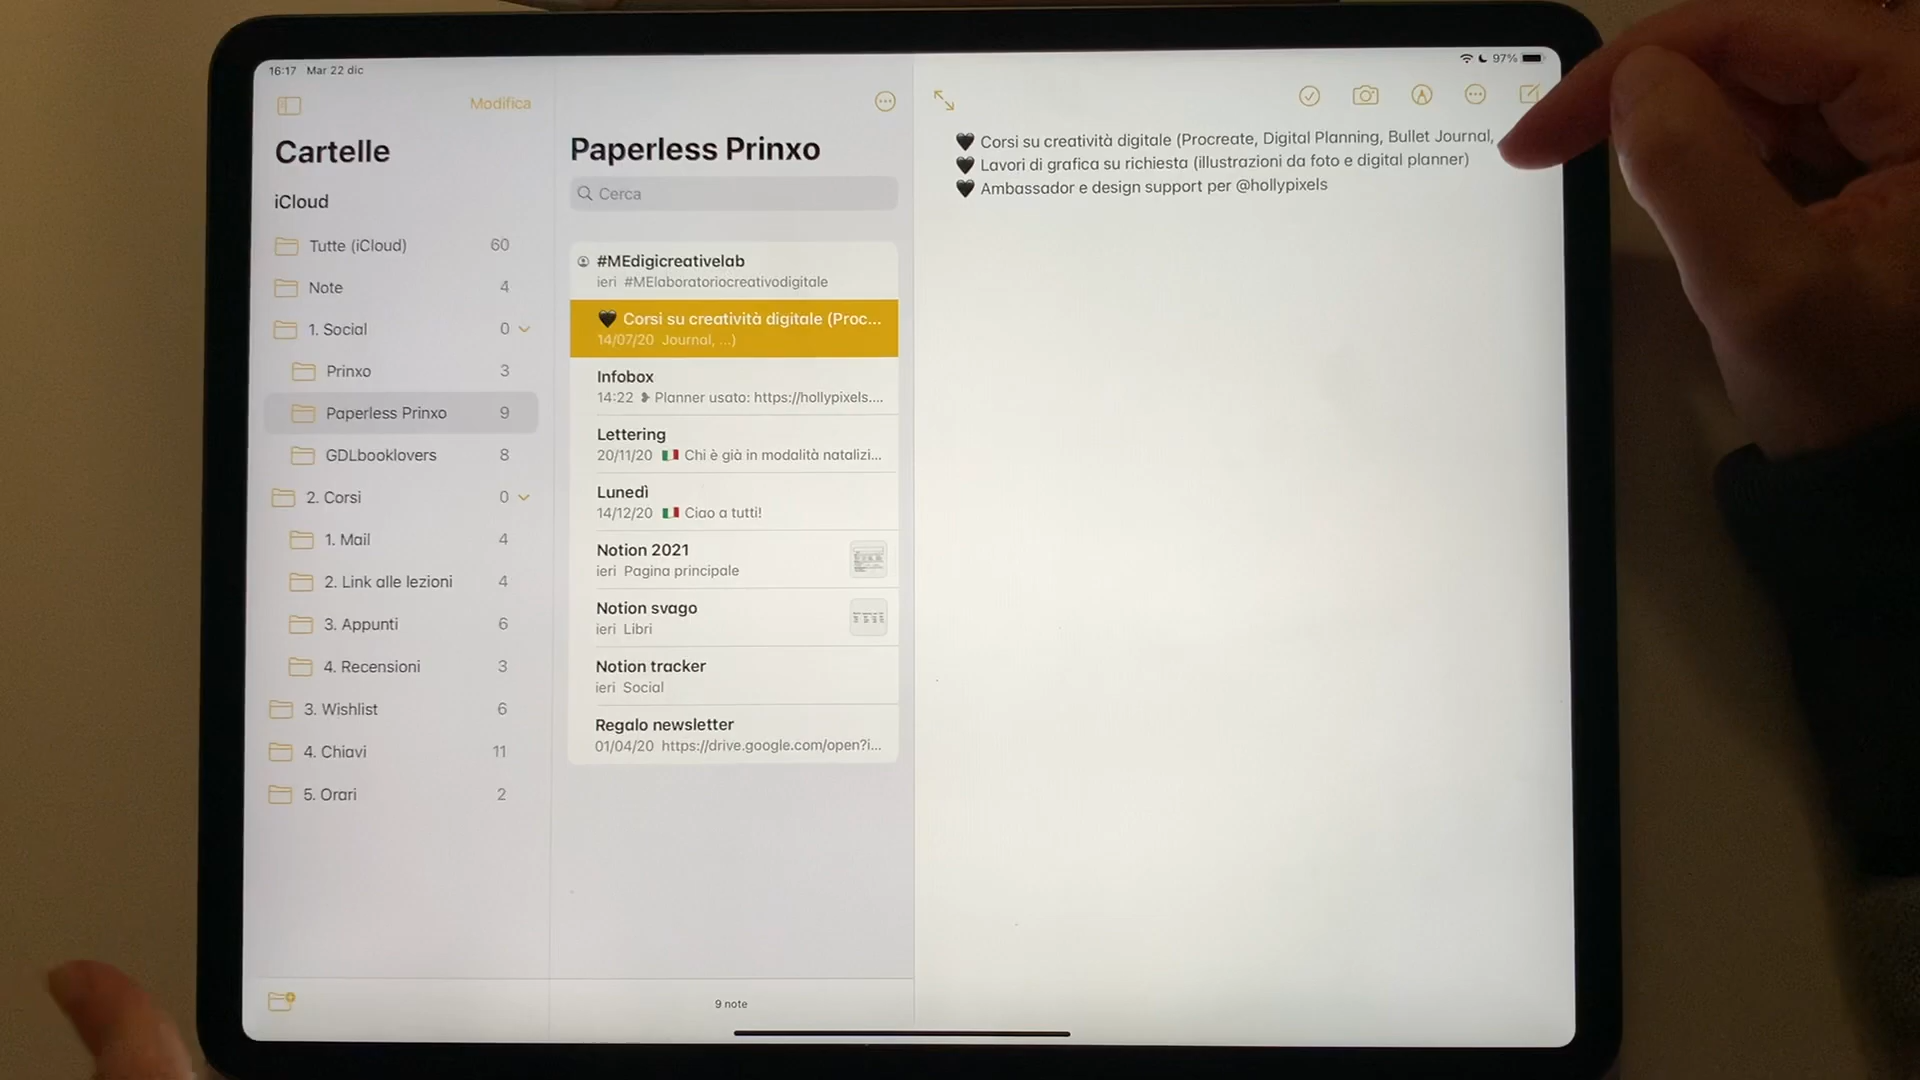 16:17 Mar 22 dic
97%
Modifica
Cartelle
iCloud
Tutte (iCloud) 60
Note 4
1. Social 0
Prinxo 3
Paperless Prinxo 9
GDLbooklovers 8
2. Corsi 0
1. Mail 4
2. Link alle lezioni 4
3. Appunti 6
4. Recensioni 3
3. Wishlist 6
4. Chiavi 11
5. Orari 2
Paperless Prinxo
Cerca
#MEdigicreativelab
ieri #MElaboratoriocreativodigitale
🖤 Corsi su creatività digitale (Proc...
14/07/20 Journal, ...)
Infobox
14:22 ❥ Planner usato: https://hollypixels....
Lettering
20/11/20 🇮🇹 Chi è già in modalità natalizi...
Lunedì
14/12/20 🇮🇹 Ciao a tutti!
Notion 2021
ieri Pagina principale
Notion svago
ieri Libri
Notion tracker
ieri Social
Regalo newsletter
01/04/20 https://drive.google.com/open?i...
9 note
🖤 Corsi su creatività digitale (Procreate, Digital Planning, Bullet Journal,
🖤 Lavori di grafica su richiesta (illustrazioni da foto e digital planner)
🖤 Ambassador e design support per @hollypixels